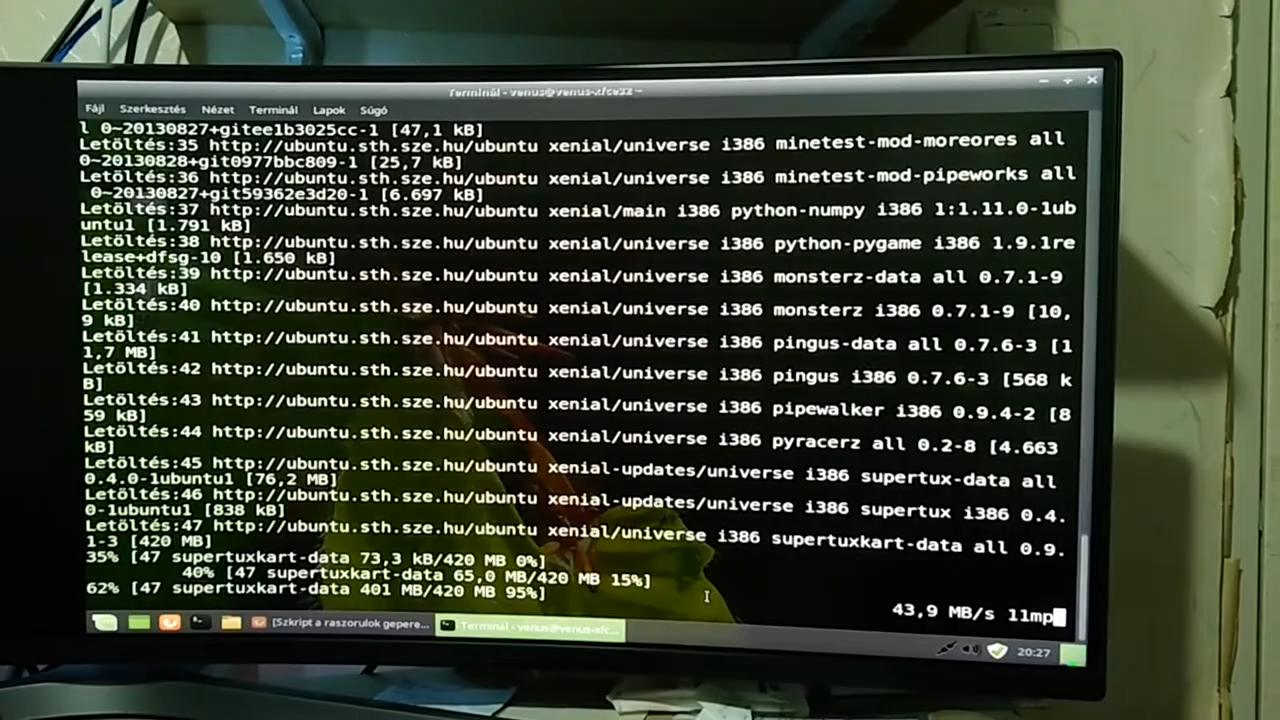 Terminál - venus@venus-xfce32: ~
Fájl Szerkesztés Nézet Terminál Lapok Súgó
l 0~20130827+gitee1b3025cc-1 [47,1 kB]
Letöltés:35 http://ubuntu.sth.sze.hu/ubuntu xenial/universe i386 minetest-mod-moreores all
0~20130828+git0977bbc809-1 [25,7 kB]
Letöltés:36 http://ubuntu.sth.sze.hu/ubuntu xenial/universe i386 minetest-mod-pipeworks all
0~20130827+git59362e3d20-1 [6.697 kB]
Letöltés:37 http://ubuntu.sth.sze.hu/ubuntu xenial/main i386 python-numpy i386 1:1.11.0-1ub
untu1 [1.791 kB]
Letöltés:38 http://ubuntu.sth.sze.hu/ubuntu xenial/universe i386 python-pygame i386 1.9.1re
lease+dfsg-10 [1.650 kB]
Letöltés:39 http://ubuntu.sth.sze.hu/ubuntu xenial/universe i386 monsterz-data all 0.7.1-9
[1.334 kB]
Letöltés:40 http://ubuntu.sth.sze.hu/ubuntu xenial/universe i386 monsterz i386 0.7.1-9 [10,
9 kB]
Letöltés:41 http://ubuntu.sth.sze.hu/ubuntu xenial/universe i386 pingus-data all 0.7.6-3 [1
1,7 MB]
Letöltés:42 http://ubuntu.sth.sze.hu/ubuntu xenial/universe i386 pingus i386 0.7.6-3 [568 k
B]
Letöltés:43 http://ubuntu.sth.sze.hu/ubuntu xenial/universe i386 pipewalker i386 0.9.4-2 [8
59 kB]
Letöltés:44 http://ubuntu.sth.sze.hu/ubuntu xenial/universe i386 pyracerz all 0.2-8 [4.663
kB]
Letöltés:45 http://ubuntu.sth.sze.hu/ubuntu xenial-updates/universe i386 supertux-data all
0.4.0-1ubuntu1 [76,2 MB]
Letöltés:46 http://ubuntu.sth.sze.hu/ubuntu xenial-updates/universe i386 supertux i386 0.4.
0-1ubuntu1 [838 kB]
Letöltés:47 http://ubuntu.sth.sze.hu/ubuntu xenial/universe i386 supertuxkart-data all 0.9.
1-3 [420 MB]
35% [47 supertuxkart-data 73,3 kB/420 MB 0%]
40% [47 supertuxkart-data 65,0 MB/420 MB 15%]
62% [47 supertuxkart-data 401 MB/420 MB 95%]
43,9 MB/s 11mp
[Szkript a raszorulok gepere... Terminál - venus@venus-xfc... 20:27